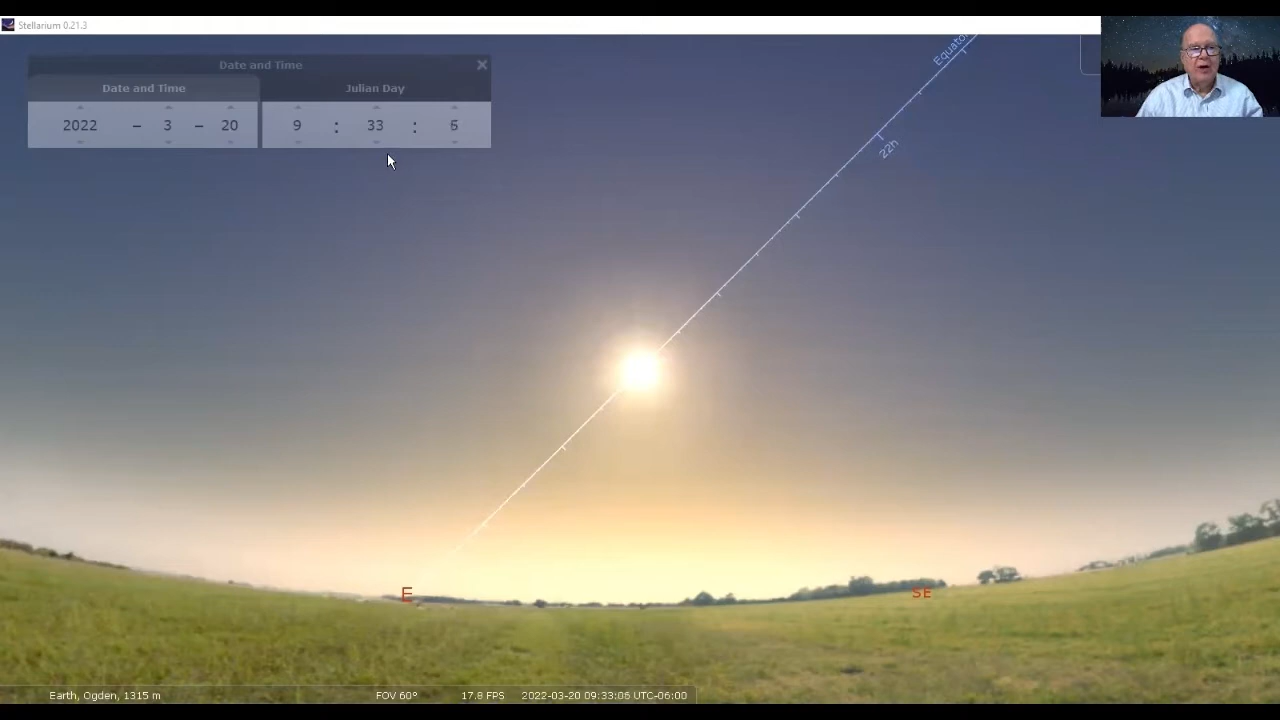 Stellarium 0.21.3
Date and Time
Date and Time
Julian Day
2022 – 3 – 20
9 : 33 : 6
Equator
22h
E
SE
Earth, Ogden, 1315 m
FOV 60°
17.8 FPS
2022-03-20 09:33:06 UTC-06:00